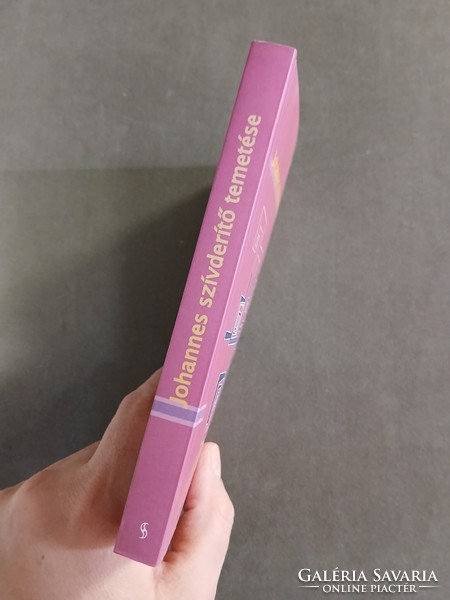 Johannes szívderítő temetése
GALÉRIA SAVARIA
ONLINE PIACTÉR